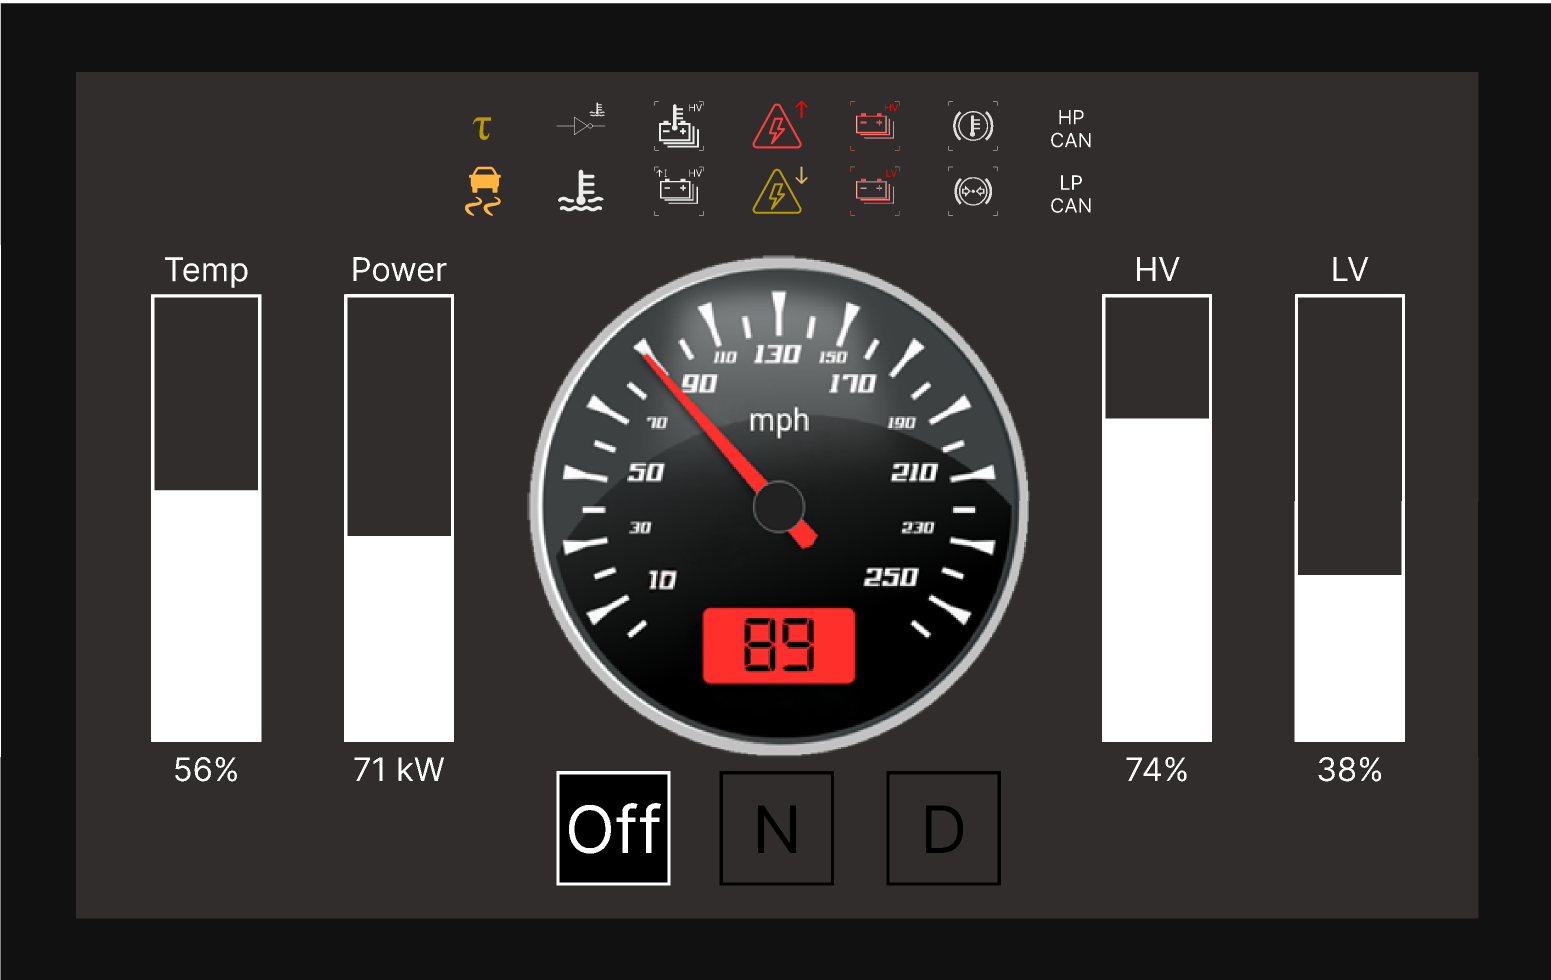 τ
HV
HV
HP
CAN
↑I
HV
LV
LP
CAN
Temp
Power
HV
LV
110
130
150
90
170
mph
70
190
50
210
30
230
10
250
89
56%
71 kW
74%
38%
Off
N
D